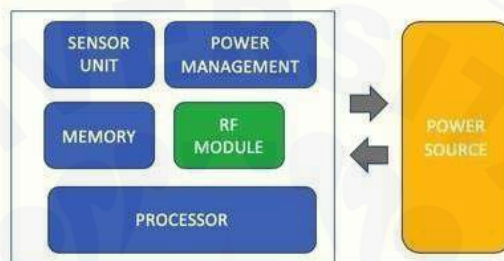 SENSOR
UNIT
POWER
MANAGEMENT
MEMORY
RF
MODULE
PROCESSOR
POWER
SOURCE